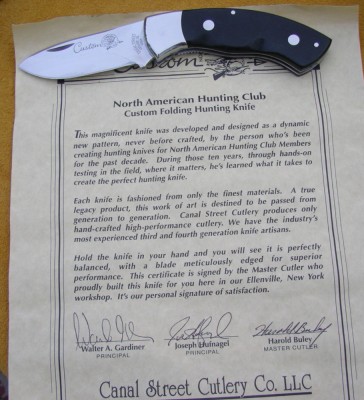 Custom
North American Hunting Club
Custom Folding Hunting Knife
This magnificent knife was developed and designed as a dynamic
new pattern, never before crafted, by the person who's been
creating hunting knives for North American Hunting Club Members
for the past decade. During those ten years, through hands-on
testing in the field, where it matters, he's learned what it takes to
create the perfect hunting knife.
Each knife is fashioned from only the finest materials. A true
legacy product, this work of art is destined to be passed from
generation to generation. Canal Street Cutlery produces only
hand-crafted high-performance cutlery. We have the industry's
most experienced third and fourth generation knife artisans.
Hold the knife in your hand and you will see it is perfectly
balanced, with a blade meticulously edged for superior
performance. This certificate is signed by the Master Cutler who
proudly built this knife for you here in our Ellenville, New York
workshop. It's our personal signature of satisfaction.
Harold Buley
Walter A. Gardiner Joseph Hufnagel Harold Buley
PRINCIPAL PRINCIPAL MASTER CUTLER
Canal Street Cutlery Co. LLC